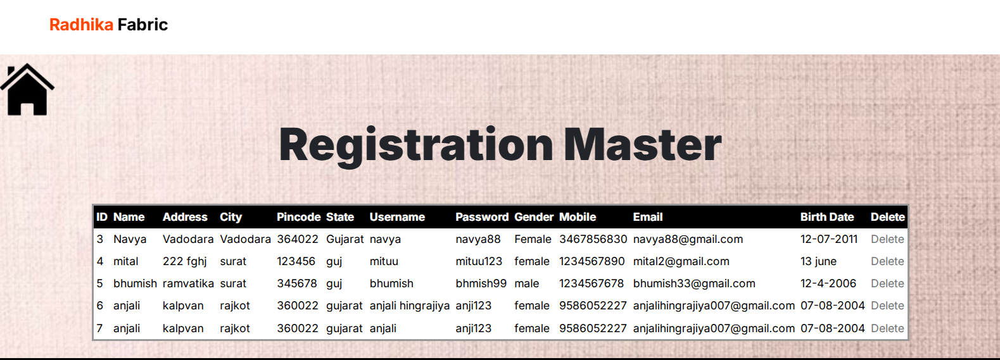 Radhika Fabric
Registration Master
ID Name Address City Pincode State Username Password Gender Mobile Email Birth Date Delete
3 Navya Vadodara Vadodara 364022 Gujarat navya navya88 Female 3467856830 navya88@gmail.com 12-07-2011 Delete
4 mital 222 fghj surat 123456 guj mituu mituu123 female 1234567890 mital2@gmail.com 13 june Delete
5 bhumish ramvatika surat 345678 guj bhumish bhmish99 male 1234567678 bhumish33@gmail.com 12-4-2006 Delete
6 anjali kalpvan rajkot 360022 gujarat anjali hingrajiya anji123 female 9586052227 anjalihingrajiya007@gmail.com 07-08-2004 Delete
7 anjali kalpvan rajkot 360022 gujarat anjali anji123 female 9586052227 anjalihingrajiya007@gmail.com 07-08-2004 Delete